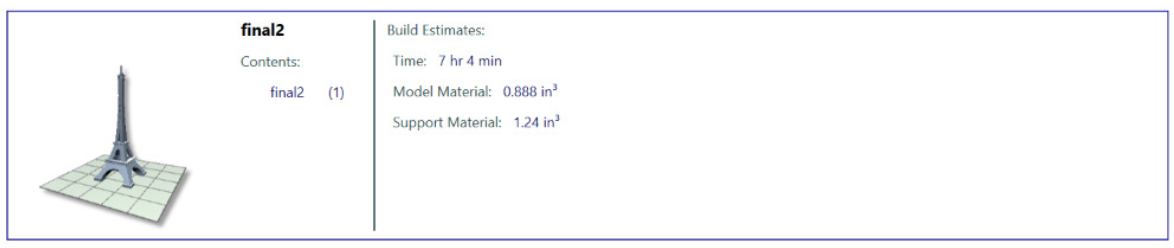 final2
Contents:
final2 (1)
Build Estimates:
Time: 7 hr 4 min
Model Material: 0.888 in³
Support Material: 1.24 in³